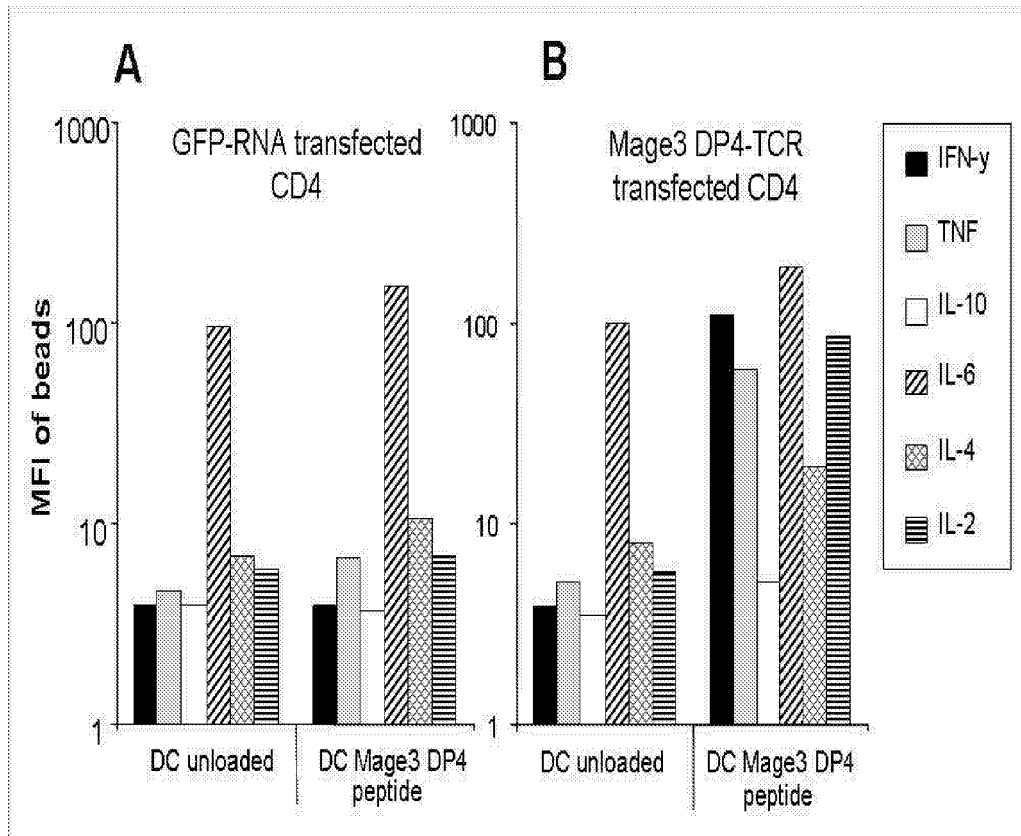 A
GFP-RNA transfected
CD4
1000
100
10
1
MFI of beads
DC unloaded
DC Mage3 DP4
peptide
B
Mage3 DP4-TCR
transfected CD4
1000
100
10
1
DC unloaded
DC Mage3 DP4
peptide
IFN-y
TNF
IL-10
IL-6
IL-4
IL-2